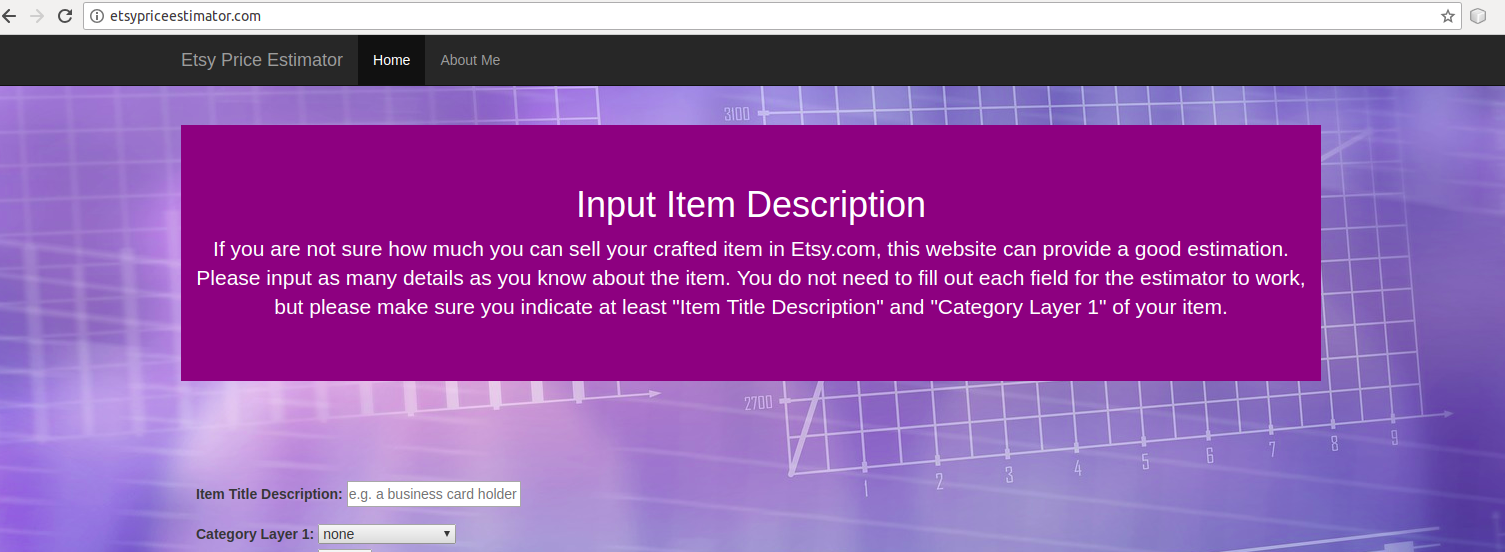 etsypriceestimator.com
Etsy Price Estimator Home About Me
3100
Input Item Description
If you are not sure how much you can sell your crafted item in Etsy.com, this website can provide a good estimation.
Please input as many details as you know about the item. You do not need to fill out each field for the estimator to work,
but please make sure you indicate at least "Item Title Description" and "Category Layer 1" of your item.
2700
1 2 3 4 5 6 7 8 9
Item Title Description: e.g. a business card holder
Category Layer 1: none